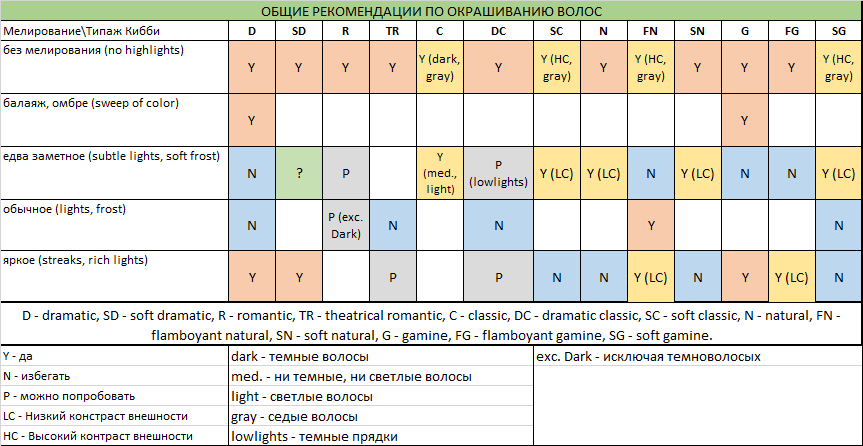 ОБЩИЕ РЕКОМЕНДАЦИИ ПО ОКРАШИВАНИЮ ВОЛОС
Мелирование\Типаж Кибби D SD R TR C DC SC N FN SN G FG SG
без мелирования (no highlights) Y Y Y Y Y (dark, gray) Y Y (HC, gray) Y Y (HC, gray) Y Y Y Y (HC, gray)
балаяж, омбре (sweep of color) Y Y
едва заметное (subtle lights, soft frost) N ? P Y (med., light) P (lowlights) Y (LC) Y (LC) N Y (LC) N N Y (LC)
обычное (lights, frost) N P (exc. Dark) N N Y N
яркое (streaks, rich lights) Y Y P P N N Y (LC) N Y Y (LC) N
D - dramatic, SD - soft dramatic, R - romantic, TR - theatrical romantic, C - classic, DC - dramatic classic, SC - soft classic, N - natural, FN -
flamboyant natural, SN - soft natural, G - gamine, FG - flamboyant gamine, SG - soft gamine.
Y - да dark - темные волосы exc. Dark - исключая темноволосых
N - избегать med. - ни темные, ни светлые волосы
P - можно попробовать light - светлые волосы
LC - Низкий констраст внешности gray - седые волосы
HC - Высокий контраст внешности lowlights - темные прядки